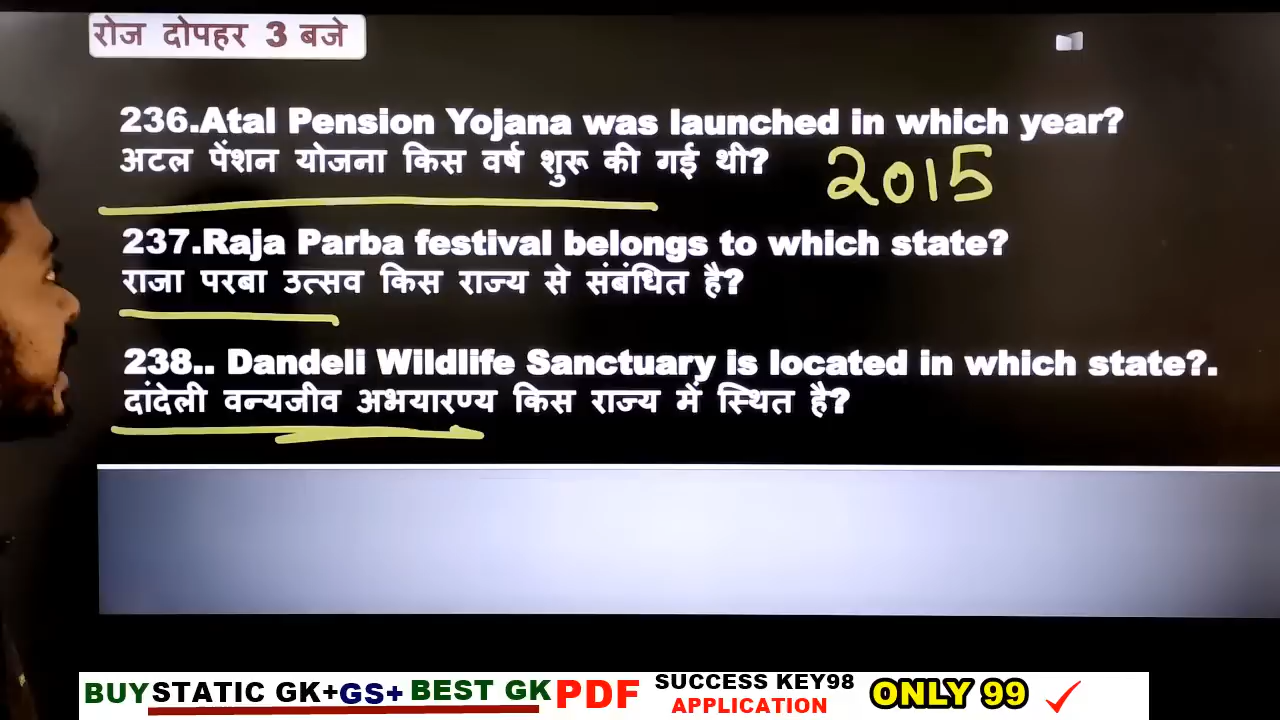 रोज दोपहर 3 बजे
236.Atal Pension Yojana was launched in which year?
अटल पेंशन योजना किस वर्ष शुरू की गई थी?
2015
237.Raja Parba festival belongs to which state?
राजा परबा उत्सव किस राज्य से संबंधित है?
238.. Dandeli Wildlife Sanctuary is located in which state?.
दांदेली वन्यजीव अभयारण्य किस राज्य में स्थित है?
BUYSTATIC GK+GS+ BEST GK PDF SUCCESS KEY98 ONLY 99
APPLICATION